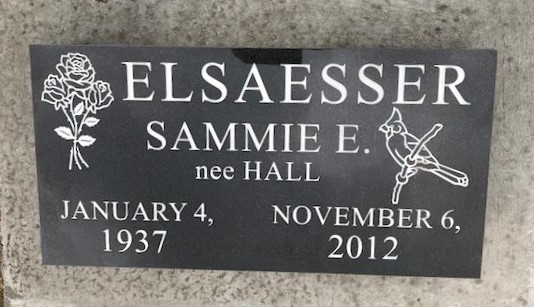 ELSAESSER
SAMMIE E.
nee HALL
JANUARY 4, NOVEMBER 6,
1937 2012